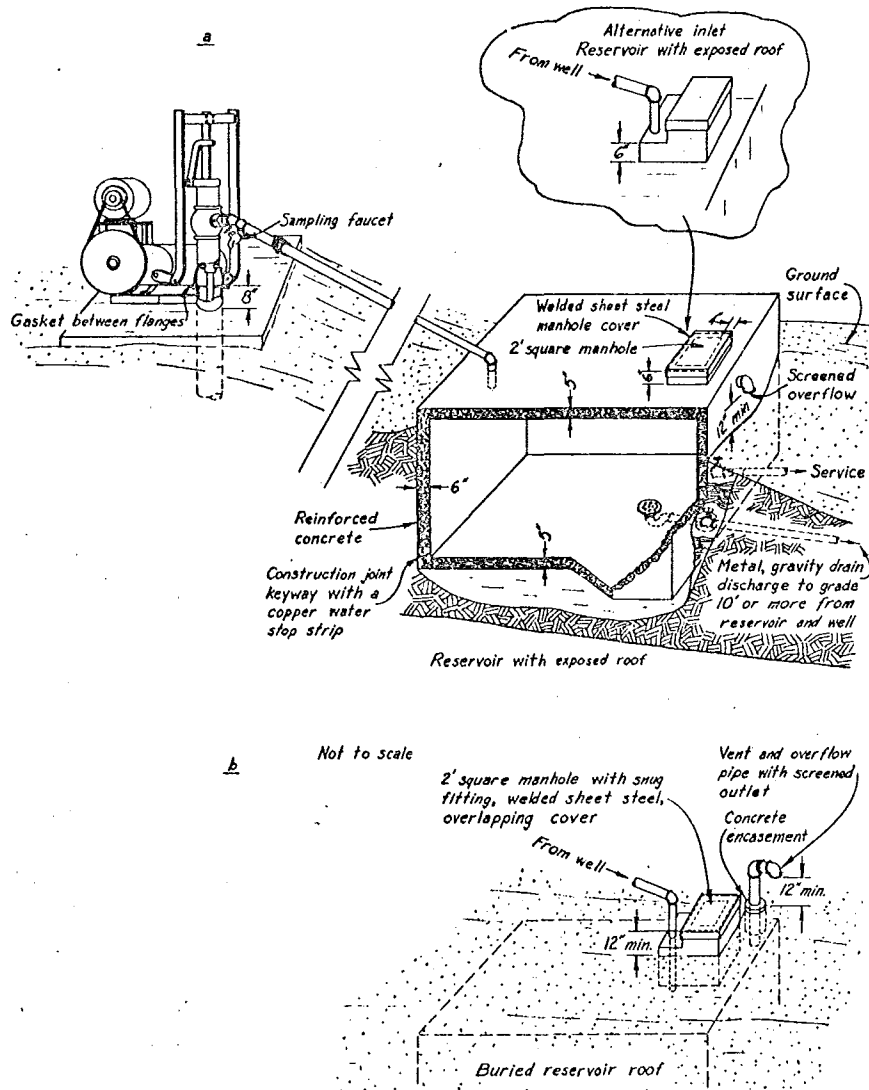 a
Alternative inlet
Reservoir with exposed roof
From well
6"
Sampling faucet
8"
Gasket between flanges
Ground
surface
Welded sheet steel
manhole cover
2' square manhole
6"
Screened
overflow
12" min.
5"
6"
Service
Reinforced
concrete
5"
Construction joint
keyway with a
copper water
stop strip
Metal, gravity drain
discharge to grade
10' or more from
reservoir and well
Reservoir with exposed roof
b
Not to scale
2' square manhole with snug
fitting, welded sheet steel,
overlapping cover
Vent and overflow
pipe with screened
outlet
Concrete
encasement
From well
12" min.
12" min.
Buried reservoir roof